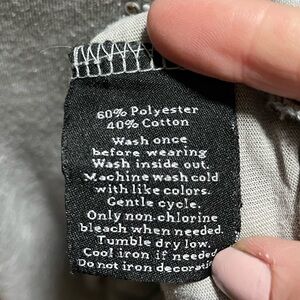 60% Polyester
40% Cotton
Wash once
before wearing
Wash inside out.
Machine wash cold
with like colors.
Gentle cycle.
Only non-chlorine
bleach when needed.
Tumble dry low.
Cool iron if needed
Do not iron decorati